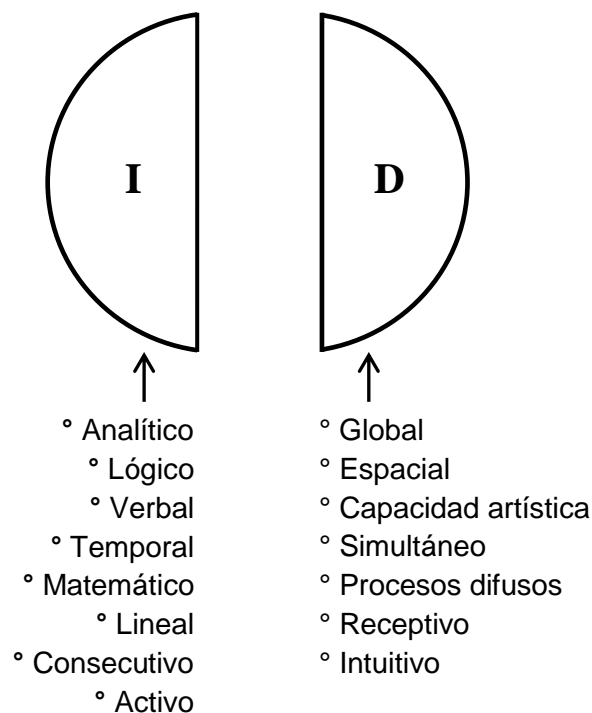 I
D
° Analítico
° Lógico
° Verbal
° Temporal
° Matemático
° Lineal
° Consecutivo
° Activo
° Global
° Espacial
° Capacidad artística
° Simultáneo
° Procesos difusos
° Receptivo
° Intuitivo